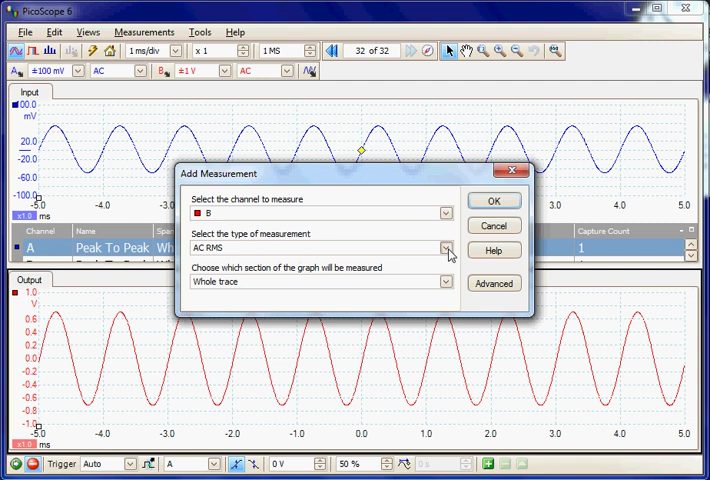 PicoScope 6
File Edit Views Measurements Tools Help
1 ms/div x 1 1 MS 32 of 32
A ±100 mV AC B ±1 V AC
Input
100.0
mV
20.0
-20.0
-60.0
-100.0
-5.0
5.0
x1.0 ms
Channel Name Capture Count
A Peak To Peak 1
Add Measurement
Select the channel to measure
B
Select the type of measurement
AC RMS
Choose which section of the graph will be measured
Whole trace
OK
Cancel
Help
Advanced
Output
1.0
V
0.6
0.4
0.2
0.0
-0.2
-0.4
-0.6
-0.8
-1.0
-5.0 -4.0 -3.0 -2.0 -1.0 0.0 1.0 2.0 3.0 4.0 5.0
x1.0 ms
Trigger Auto A 0 V 50 % 0 s